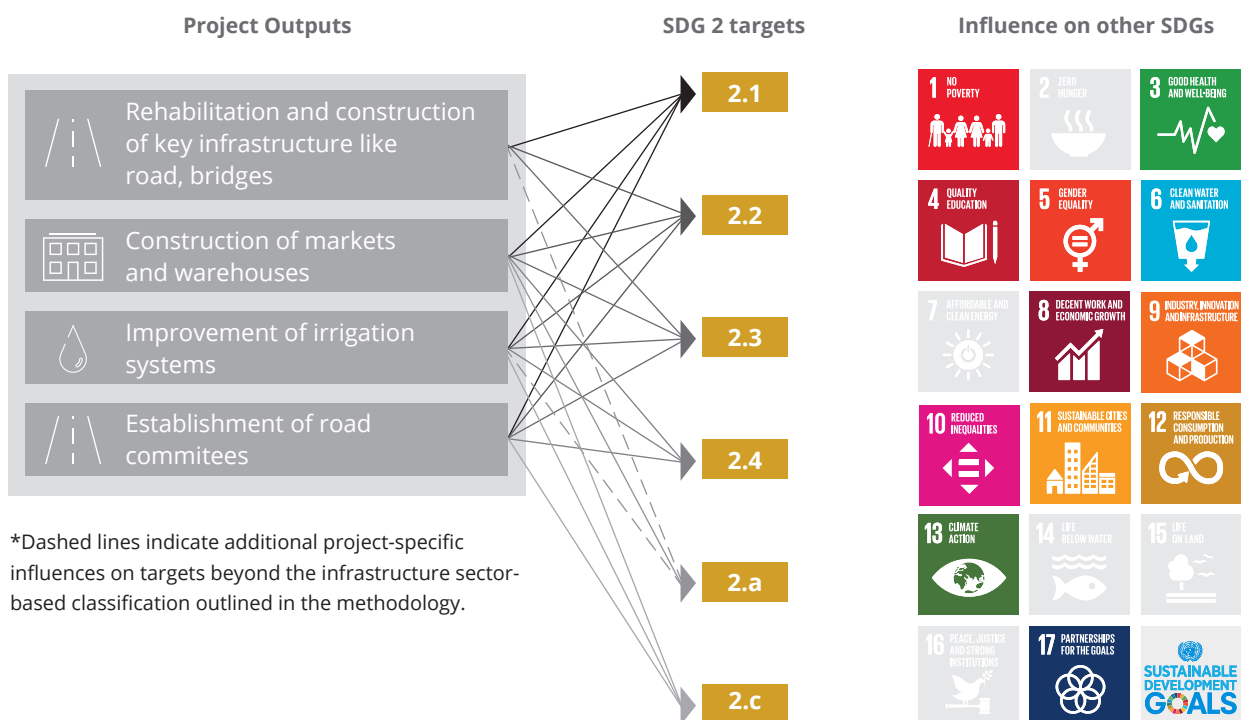 Project Outputs
SDG 2 targets
Influence on other SDGs
Rehabilitation and construction
of key infrastructure like
road, bridges
Construction of markets
and warehouses
Improvement of irrigation
systems
Establishment of road
commitees
*Dashed lines indicate additional project-specific
influences on targets beyond the infrastructure sector-
based classification outlined in the methodology.
2.1
2.2
2.3
2.4
2.a
2.c
1 NO
POVERTY
2 ZERO
HUNGER
3 GOOD HEALTH
AND WELL-BEING
4 QUALITY
EDUCATION
5 GENDER
EQUALITY
6 CLEAN WATER
AND SANITATION
7 AFFORDABLE AND
CLEAN ENERGY
8 DECENT WORK AND
ECONOMIC GROWTH
9 INDUSTRY, INNOVATION
AND INFRASTRUCTURE
10 REDUCED
INEQUALITIES
11 SUSTAINABLE CITIES
AND COMMUNITIES
12 RESPONSIBLE
CONSUMPTION
AND PRODUCTION
13 CLIMATE
ACTION
14 LIFE
BELOW WATER
15 LIFE
ON LAND
16 PEACE, JUSTICE
AND STRONG
INSTITUTIONS
17 PARTNERSHIPS
FOR THE GOALS
SUSTAINABLE
DEVELOPMENT
GOALS